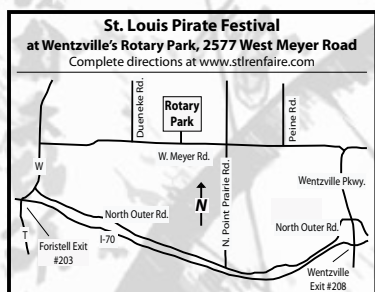 St. Louis Pirate Festival
at Wentzville's Rotary Park, 2577 West Meyer Road
Complete directions at www.stlrenfaire.com
Dueneke Rd.
Rotary
Park
Peine Rd.
W. Meyer Rd.
W
N. Point Prairie Rd.
Wentzville Pkwy.
N
North Outer Rd.
North Outer Rd.
T
Foristell Exit
#203
I-70
Wentzville
Exit #208